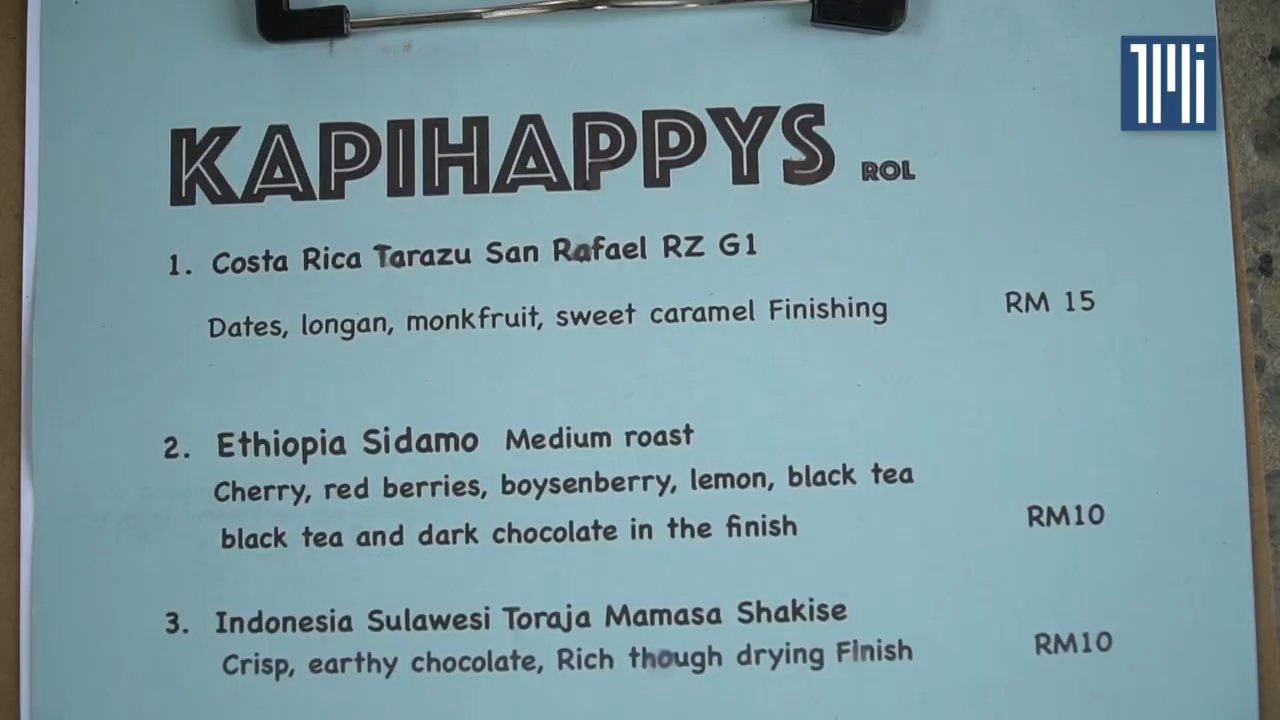 KAPIHAPPYS ROL
1. Costa Rica Tarazu San Rafael RZ G1
Dates, longan, monkfruit, sweet caramel Finishing RM 15
2. Ethiopia Sidamo Medium roast
Cherry, red berries, boysenberry, lemon, black tea
black tea and dark chocolate in the finish RM10
3. Indonesia Sulawesi Toraja Mamasa Shakise
Crisp, earthy chocolate, Rich though drying Finish RM10